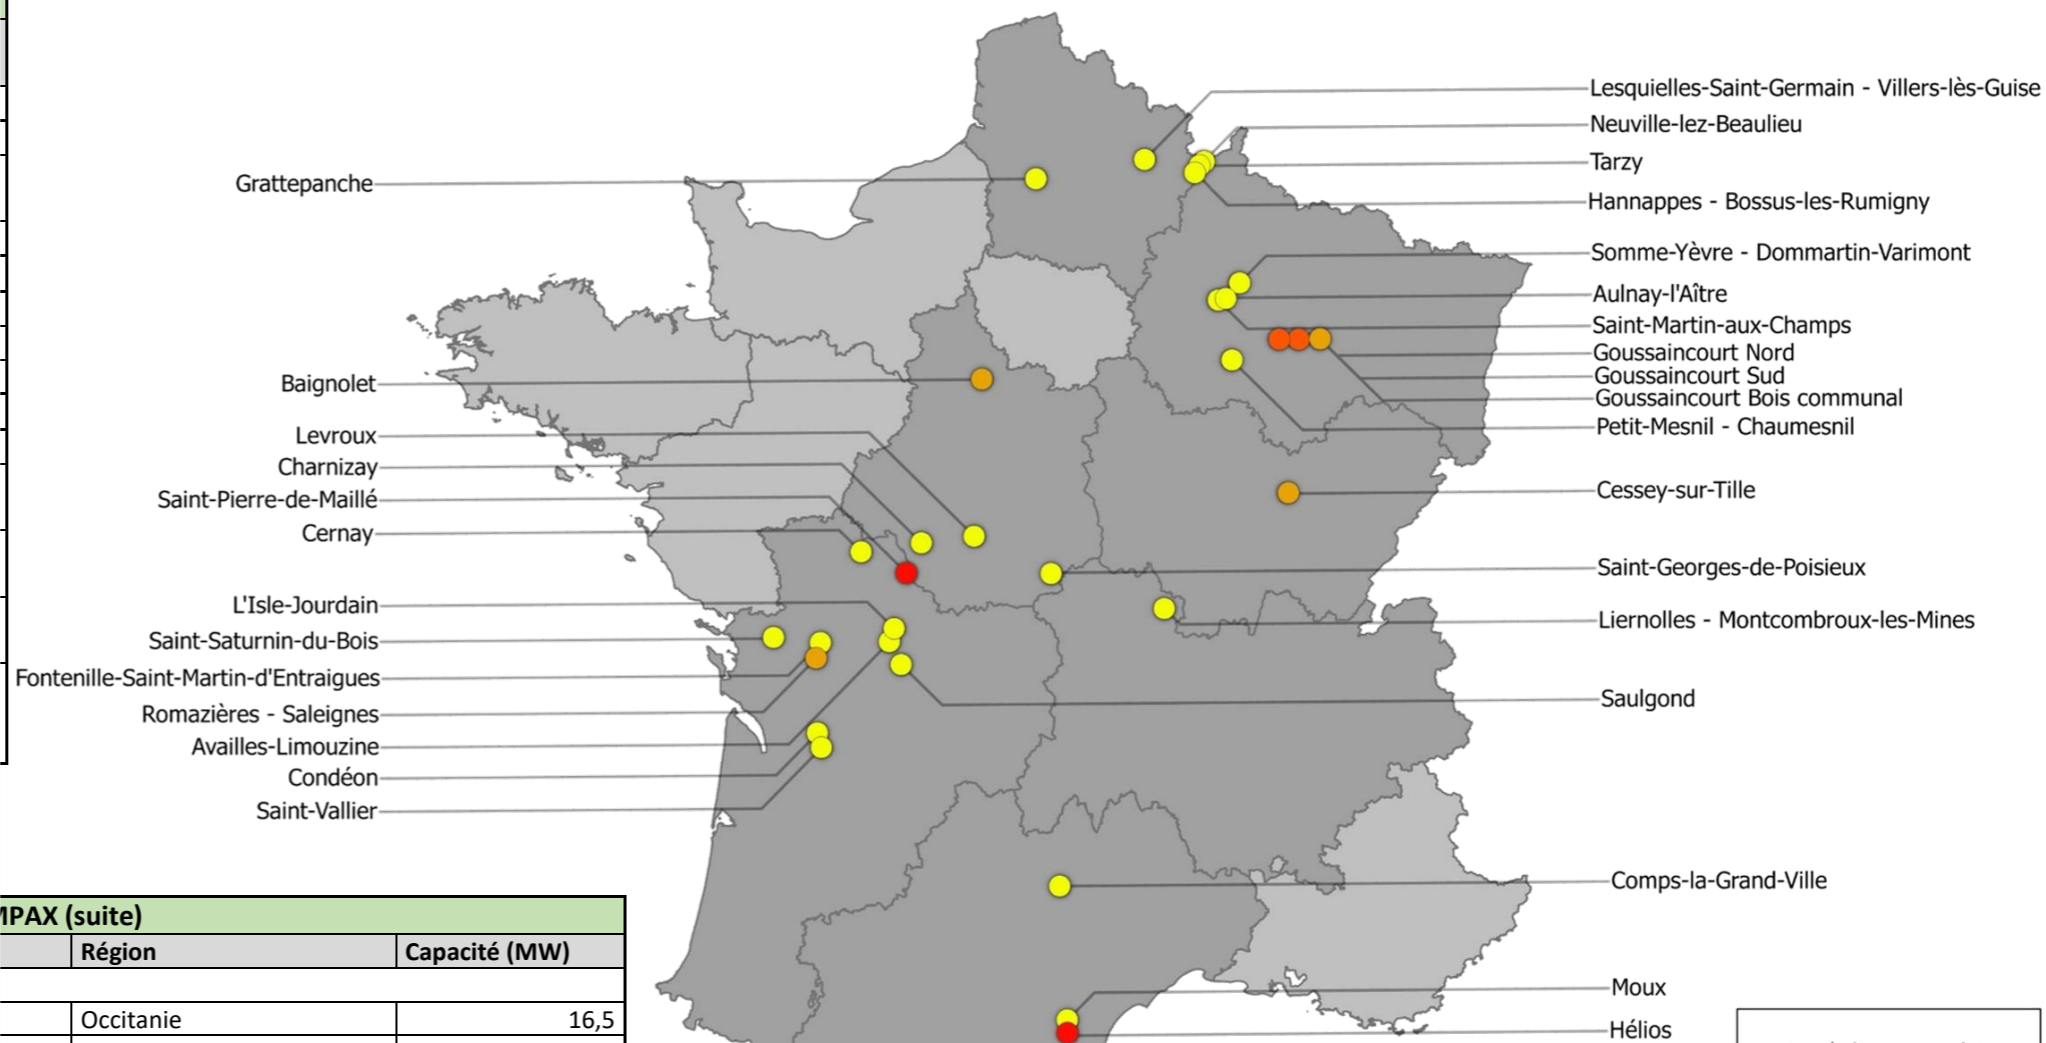 Lesquielles-Saint-Germain - Villers-lès-Guise
Neuville-lez-Beaulieu
Tarzy
Grattepanche
Hannappes - Bossus-les-Rumigny
Somme-Yèvre - Dommartin-Varimont
Aulnay-l'Aître
Saint-Martin-aux-Champs
Goussaincourt Nord
Goussaincourt Sud
Baignolet
Goussaincourt Bois communal
Petit-Mesnil - Chaumesnil
Levroux
Charnizay
Cessey-sur-Tille
Saint-Pierre-de-Maillé
Cernay
Saint-Georges-de-Poisieux
L'Isle-Jourdain
Liernolles - Montcombroux-les-Mines
Saint-Saturnin-du-Bois
Fontenille-Saint-Martin-d'Entraigues
Saulgond
Romazières - Saleignes
Availles-Limouzine
Condéon
Saint-Vallier
Comps-la-Grand-Ville
MPAX (suite)
Région Capacité (MW)
Moux
Occitanie 16,5
Hélios